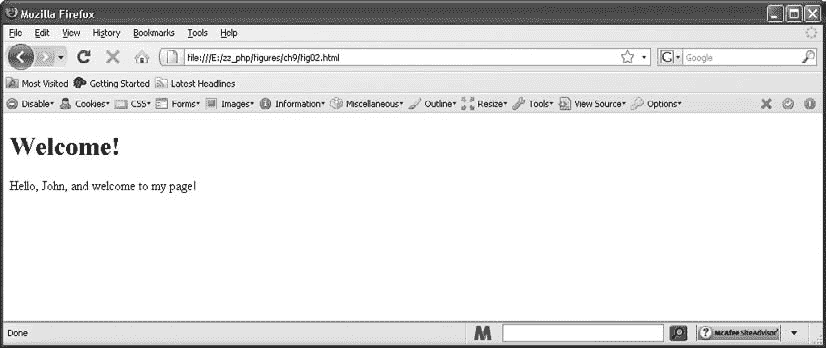 Mozilla Firefox
File Edit View History Bookmarks Tools Help
file:///E:/zz_php/figures/ch9/fig02.html
G Google
Most Visited Getting Started Latest Headlines
Disable Cookies CSS Forms Images Information Miscellaneous Outline Resize Tools View Source Options
Welcome!
Hello, John, and welcome to my page!
Done M ? McAfee SiteAdvisor